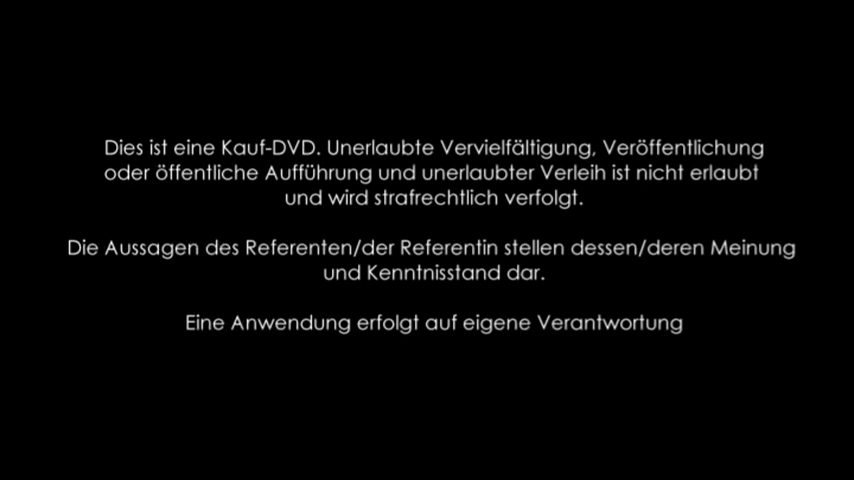 Dies ist eine Kauf-DVD. Unerlaubte Vervielfältigung, Veröffentlichung
oder öffentliche Aufführung und unerlaubter Verleih ist nicht erlaubt
und wird strafrechtlich verfolgt.
Die Aussagen des Referenten/der Referentin stellen dessen/deren Meinung
und Kenntnisstand dar.
Eine Anwendung erfolgt auf eigene Verantwortung